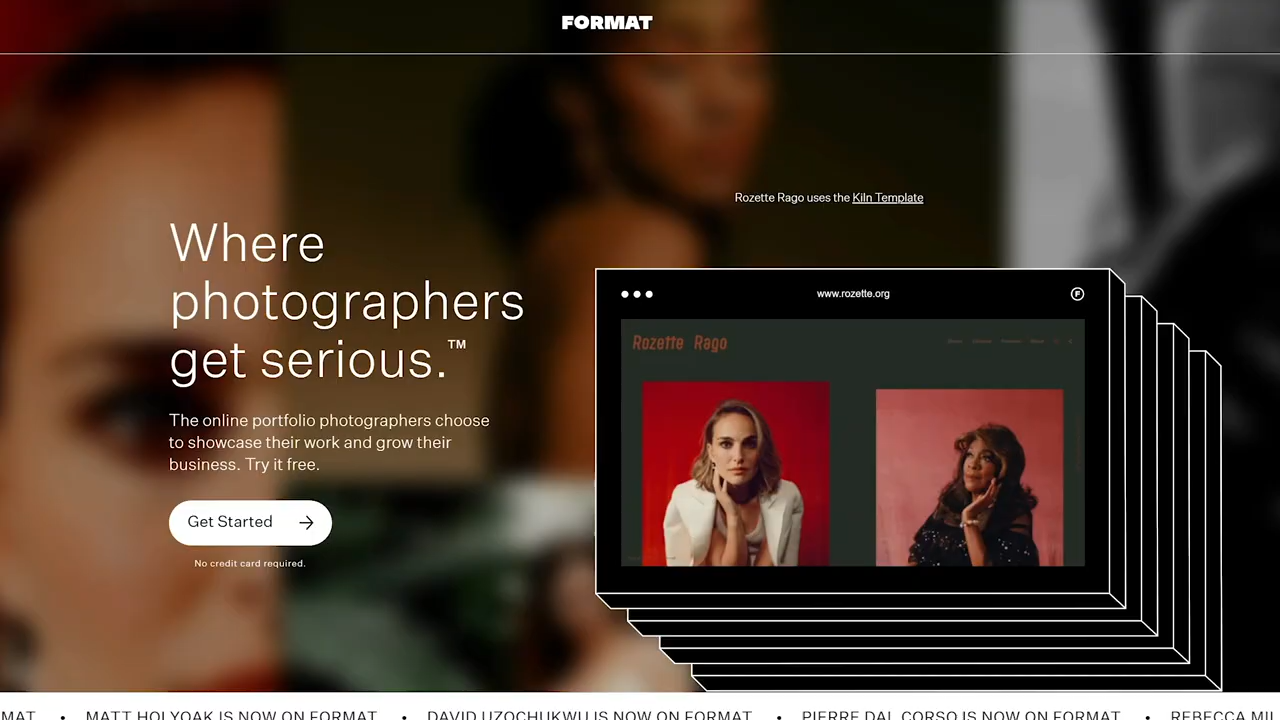 FORMAT
Rozette Rago uses the Kiln Template
Where
photographers
get serious.™
The online portfolio photographers choose
to showcase their work and grow their
business. Try it free.
Get Started →
No credit card required.
www.rozette.org
F
Rozette Rago
MAT • MATT HOLYOAK IS NOW ON FORMAT • DAVID UZOCHUKWU IS NOW ON FORMAT • PIERRE DAL CORSO IS NOW ON FORMAT • REBECCA MIL